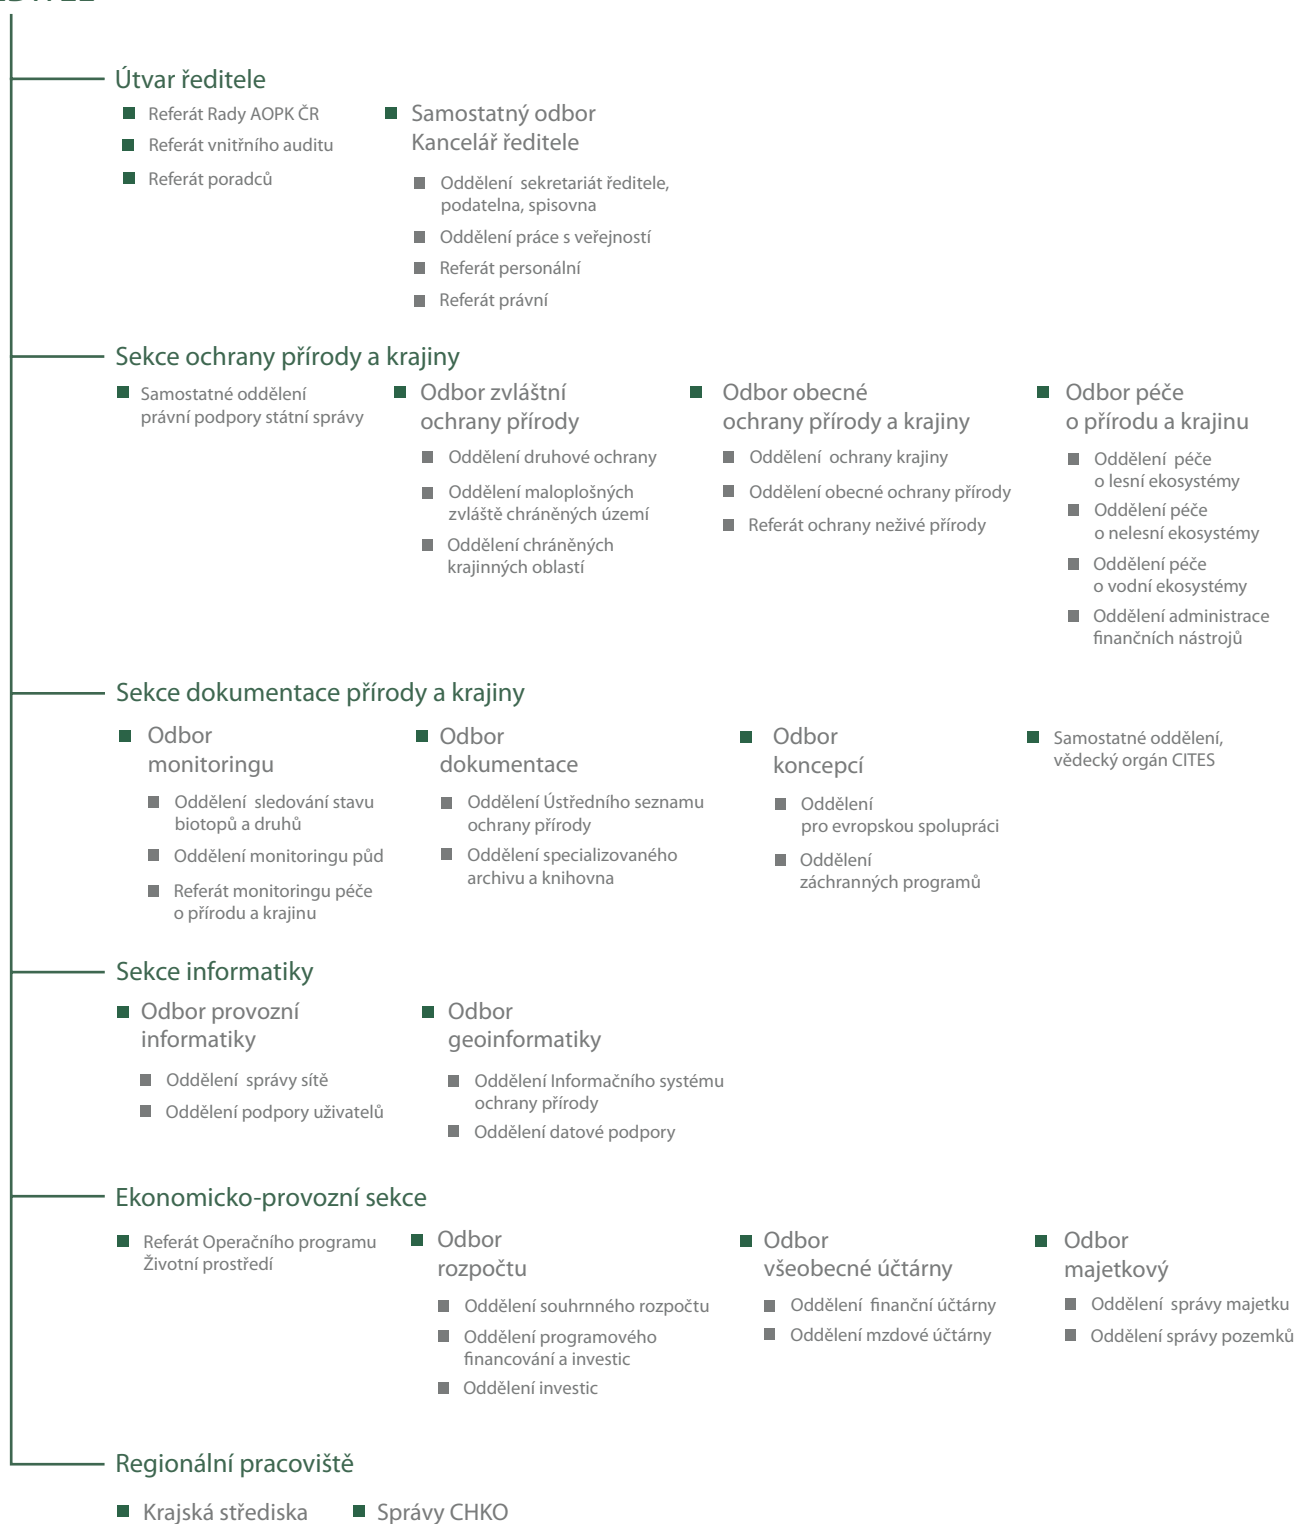 Útvar ředitele
Referát Rady AOPK ČR
Referát vnitřního auditu
Referát poradců
Samostatný odbor
Kancelář ředitele
Oddělení sekretariát ředitele,
podatelna, spisovna
Oddělení práce s veřejností
Referát personální
Referát právní
Sekce ochrany přírody a krajiny
Samostatné oddělení
právní podpory státní správy
Odbor zvláštní
ochrany přírody
Oddělení druhové ochrany
Oddělení maloplošných
zvláště chráněných území
Oddělení chráněných
krajinných oblastí
Odbor obecné
ochrany přírody a krajiny
Oddělení ochrany krajiny
Oddělení obecné ochrany přírody
Referát ochrany neživé přírody
Odbor péče
o přírodu a krajinu
Oddělení péče
o lesní ekosystémy
Oddělení péče
o nelesní ekosystémy
Oddělení péče
o vodní ekosystémy
Oddělení administrace
finančních nástrojů
Sekce dokumentace přírody a krajiny
Odbor
monitoringu
Oddělení sledování stavu
biotopů a druhů
Oddělení monitoringu půd
Referát monitoringu péče
o přírodu a krajinu
Odbor
dokumentace
Oddělení Ústředního seznamu
ochrany přírody
Oddělení specializovaného
archivu a knihovna
Odbor
koncepcí
Oddělení
pro evropskou spolupráci
Oddělení
záchranných programů
Samostatné oddělení,
vědecký orgán CITES
Sekce informatiky
Odbor provozní
informatiky
Oddělení správy sítě
Oddělení podpory uživatelů
Odbor
geoinformatiky
Oddělení Informačního systému
ochrany přírody
Oddělení datové podpory
Ekonomicko-provozní sekce
Referát Operačního programu
Životní prostředí
Odbor
rozpočtu
Oddělení souhrnného rozpočtu
Oddělení programového
financování a investic
Oddělení investic
Odbor
všeobecné účtárny
Oddělení finanční účtárny
Oddělení mzdové účtárny
Odbor
majetkový
Oddělení správy majetku
Oddělení správy pozemků
Regionální pracoviště
Krajská střediska
Správy CHKO